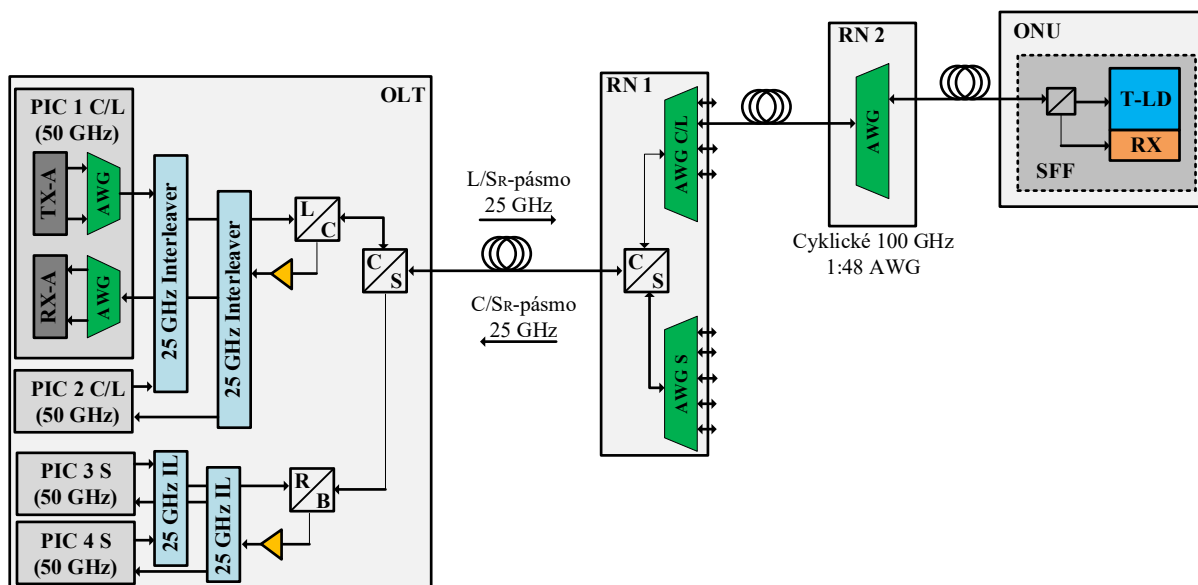 OLT
PIC 1 C/L
(50 GHz)
TX-A
AWG
RX-A
AWG
25 GHz Interleaver
25 GHz Interleaver
L
C
C
S
PIC 2 C/L
(50 GHz)
PIC 3 S
(50 GHz)
PIC 4 S
(50 GHz)
25 GHz IL
25 GHz IL
R
B
L/SR-pásmo
25 GHz
C/SR-pásmo
25 GHz
RN 1
AWG C/L
C
S
AWG S
RN 2
AWG
Cyklické 100 GHz
1:48 AWG
ONU
T-LD
RX
SFF